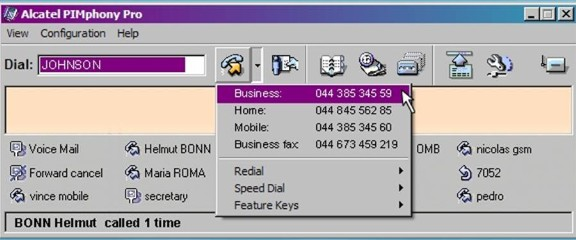 Alcatel PIMphony Pro
View Configuration Help
Dial: JOHNSON
Business: 044 385 345 59
Home: 044 845 562 85
Mobile: 044 385 345 60
Business fax 044 673 459 219
Redial
Speed Dial
Feature Keys
Voice Mail Helmut BONN OMB nicolas gsm
Forward cancel Maria ROMA 7052
vince mobile secretary pedro
BONN Helmut called 1 time